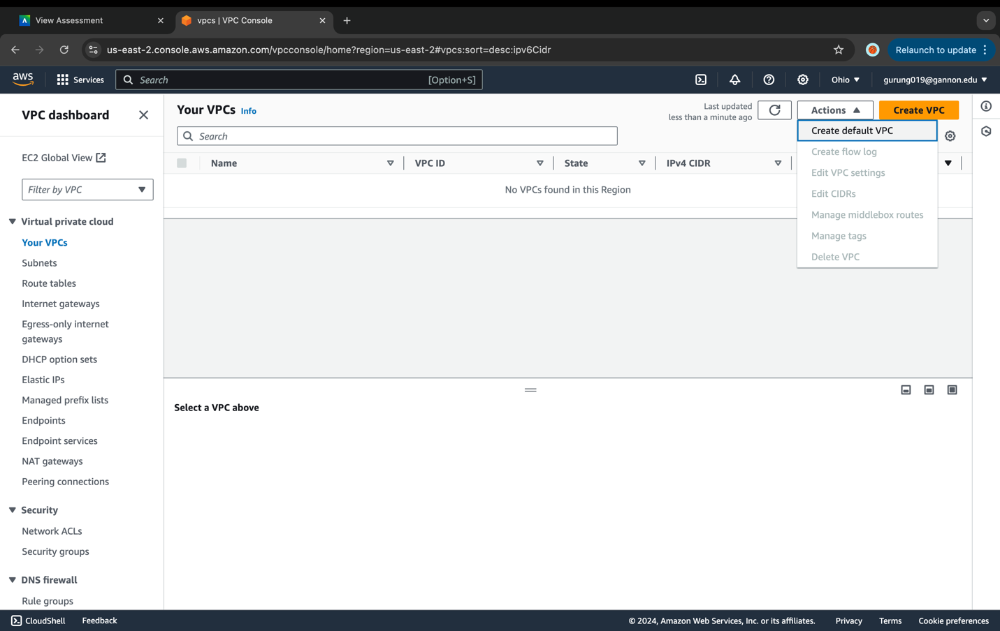 View Assessment
vpcs | VPC Console
us-east-2.console.aws.amazon.com/vpcconsole/home?region=us-east-2#vpcs:sort=desc:ipv6Cidr
Relaunch to update
aws
Services
Search
[Option+S]
Ohio
gurung019@gannon.edu
VPC dashboard
EC2 Global View
Filter by VPC
Virtual private cloud
Your VPCs
Subnets
Route tables
Internet gateways
Egress-only internet
gateways
DHCP option sets
Elastic IPs
Managed prefix lists
Endpoints
Endpoint services
NAT gateways
Peering connections
Security
Network ACLs
Security groups
DNS firewall
Rule groups
Your VPCs Info
Last updated
less than a minute ago
Actions
Create VPC
Search
Create default VPC
Create flow log
Edit VPC settings
Edit CIDRs
Manage middlebox routes
Manage tags
Delete VPC
Name
VPC ID
State
IPv4 CIDR
No VPCs found in this Region
Select a VPC above
CloudShell
Feedback
© 2024, Amazon Web Services, Inc. or its affiliates.
Privacy
Terms
Cookie preferences